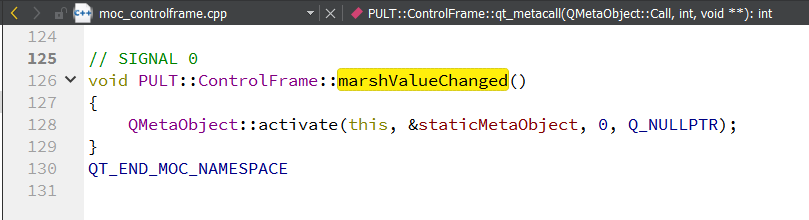 moc_controlframe.cpp PULT::ControlFrame::qt_metacall(QMetaObject::Call, int, void **): int
124
125 // SIGNAL 0
126 void PULT::ControlFrame::marshValueChanged()
127 {
128 QMetaObject::activate(this, &staticMetaObject, 0, Q_NULLPTR);
129 }
130 QT_END_MOC_NAMESPACE
131